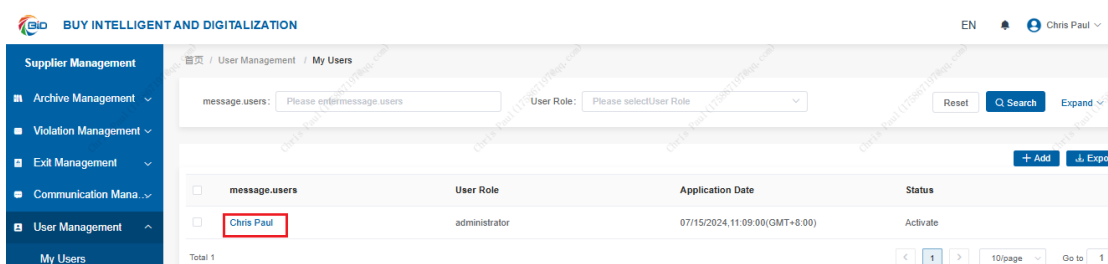 BiD BUY INTELLIGENT AND DIGITALIZATION EN Chris Paul
Supplier Management
首页 / User Management / My Users
Archive Management
message.users: Please entermessage.users User Role: Please selectUser Role Reset Search Expand
Violation Management
Exit Management
+ Add Expo
Communication Mana...
message.users User Role Application Date Status
User Management
Chris Paul administrator 07/15/2024,11:09:00(GMT+8:00) Activate
My Users
Total 1 < 1 > 10/page Go to 1